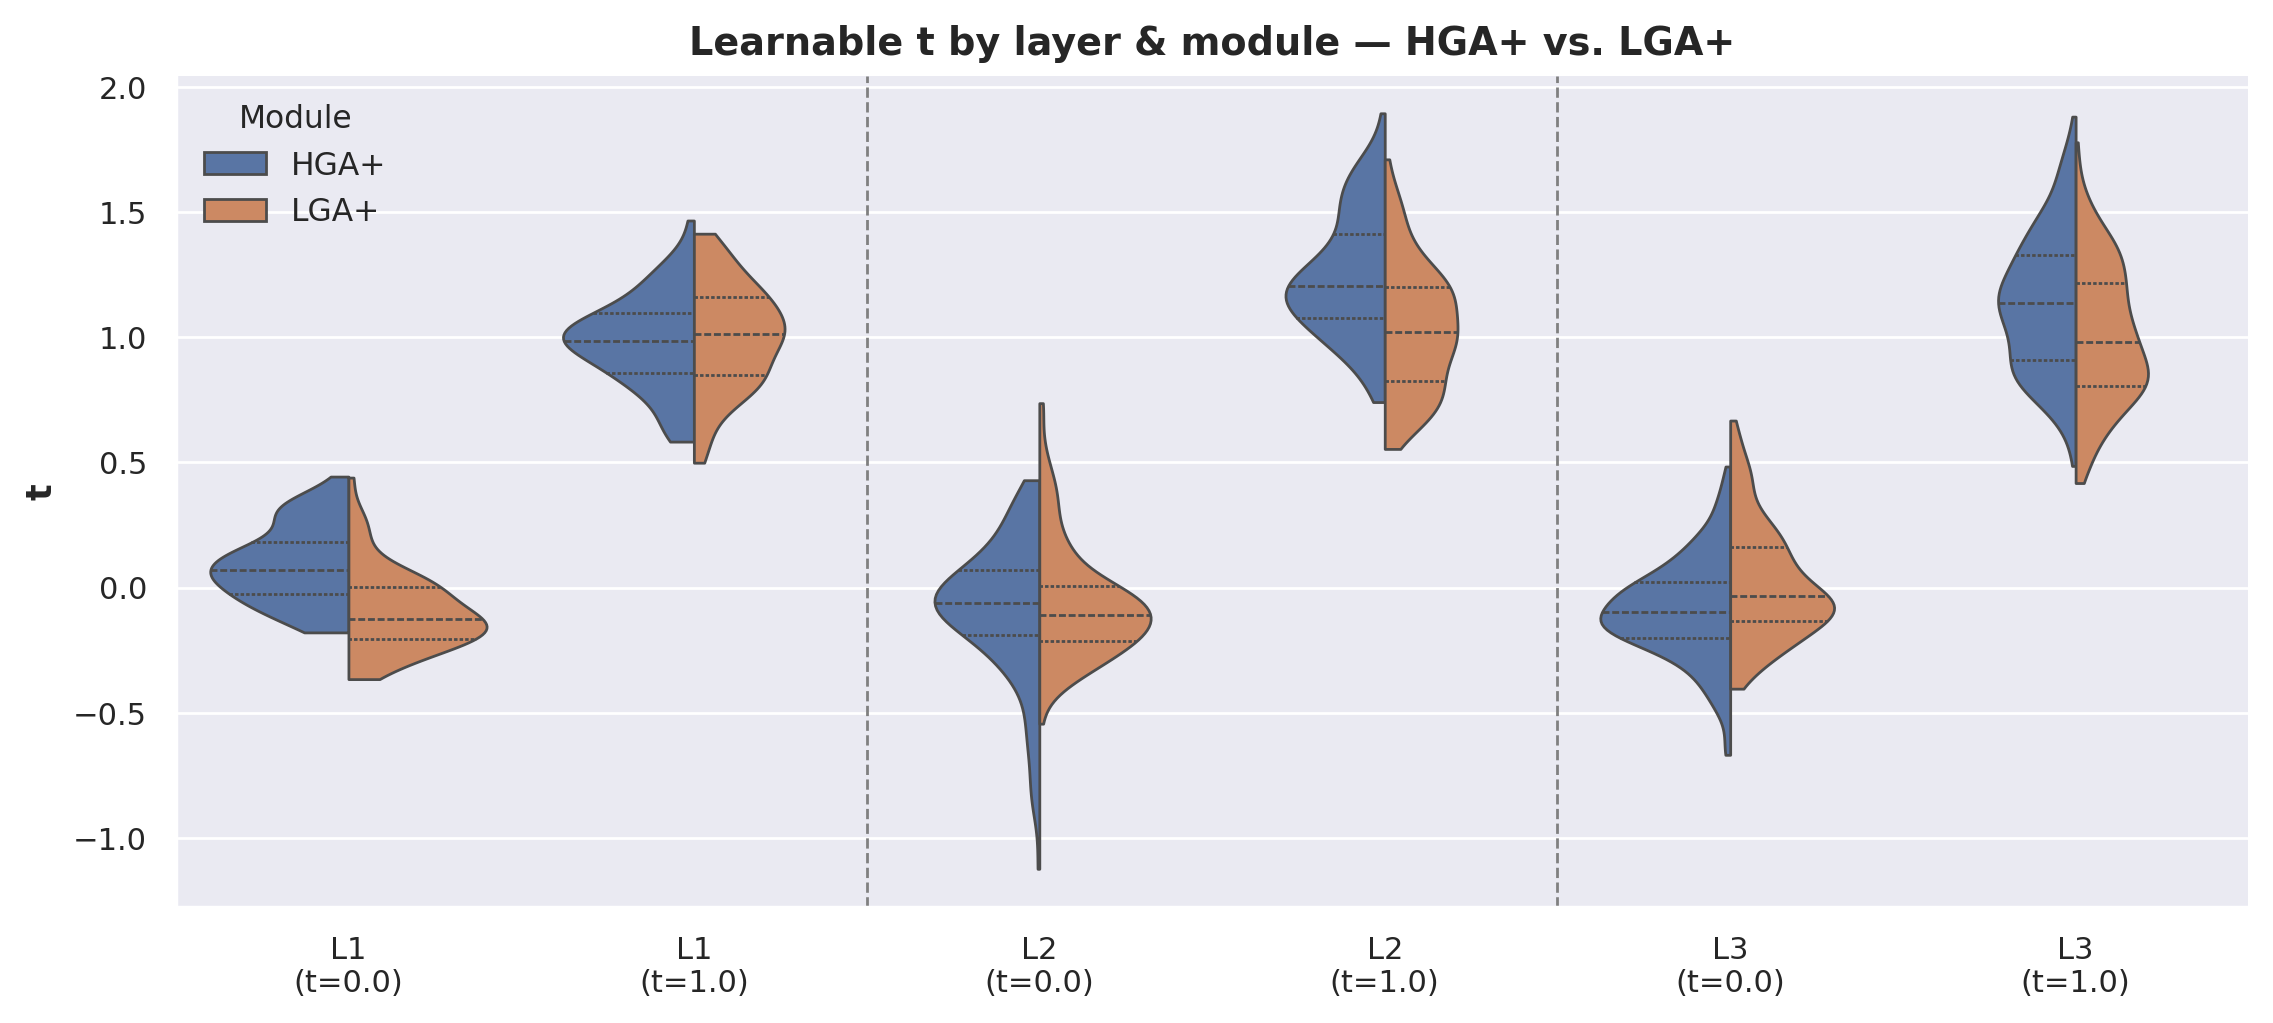 Learnable t by layer & module — HGA+ vs. LGA+
Module
HGA+
LGA+
t
2.0
1.5
1.0
0.5
0.0
−0.5
−1.0
L1 L1 L2 L2 L3 L3
(t=0.0) (t=1.0) (t=0.0) (t=1.0) (t=0.0) (t=1.0)